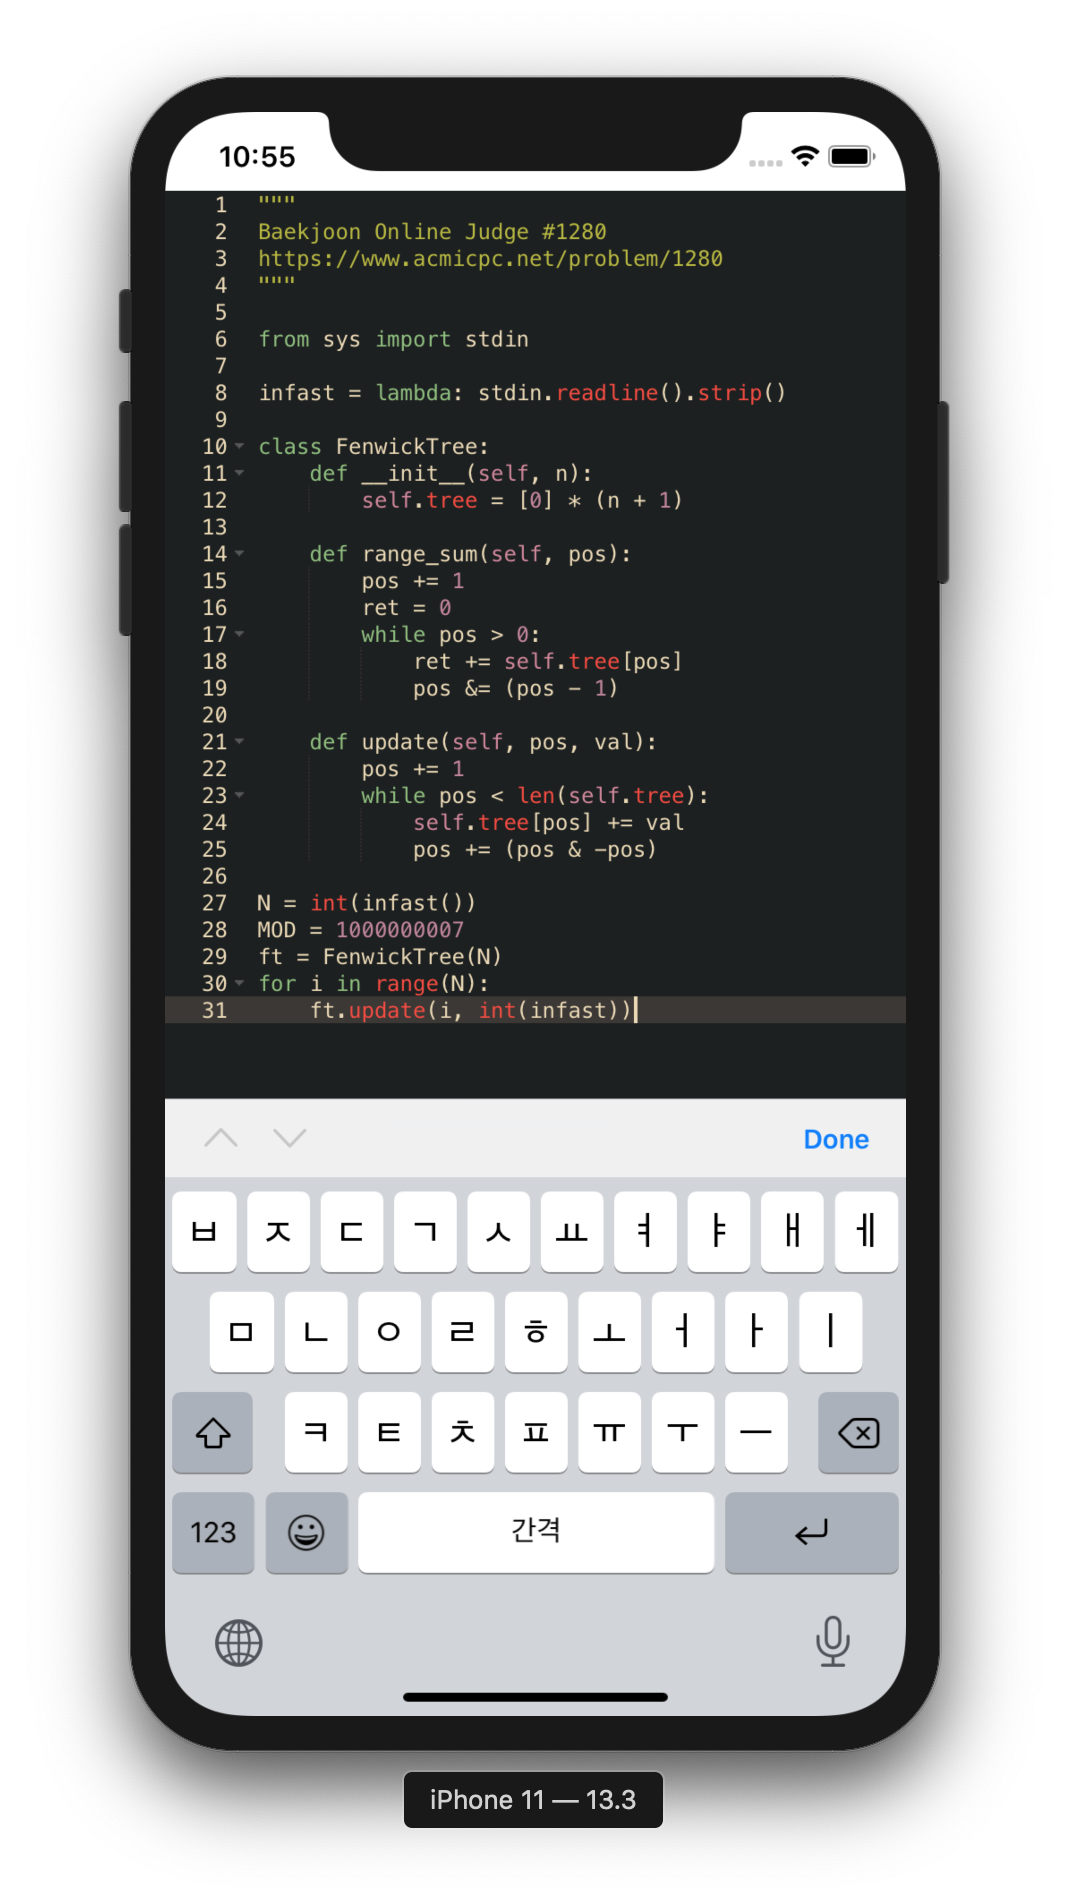 10:55
1 """
2 Baekjoon Online Judge #1280
3 https://www.acmicpc.net/problem/1280
4 """
5
6 from sys import stdin
7
8 infast = lambda: stdin.readline().strip()
9
10 class FenwickTree:
11     def __init__(self, n):
12         self.tree = [0] * (n + 1)
13
14     def range_sum(self, pos):
15         pos += 1
16         ret = 0
17         while pos > 0:
18             ret += self.tree[pos]
19             pos &= (pos - 1)
20
21     def update(self, pos, val):
22         pos += 1
23         while pos < len(self.tree):
24             self.tree[pos] += val
25             pos += (pos & -pos)
26
27 N = int(infast())
28 MOD = 1000000007
29 ft = FenwickTree(N)
30 for i in range(N):
31     ft.update(i, int(infast))
Done
ㅂ ㅈ ㄷ ㄱ ㅅ ㅛ ㅕ ㅑ ㅐ ㅔ
ㅁ ㄴ ㅇ ㄹ ㅎ ㅗ ㅓ ㅏ ㅣ
ㅋ ㅌ ㅊ ㅍ ㅠ ㅜ ㅡ
123 간격
iPhone 11 — 13.3